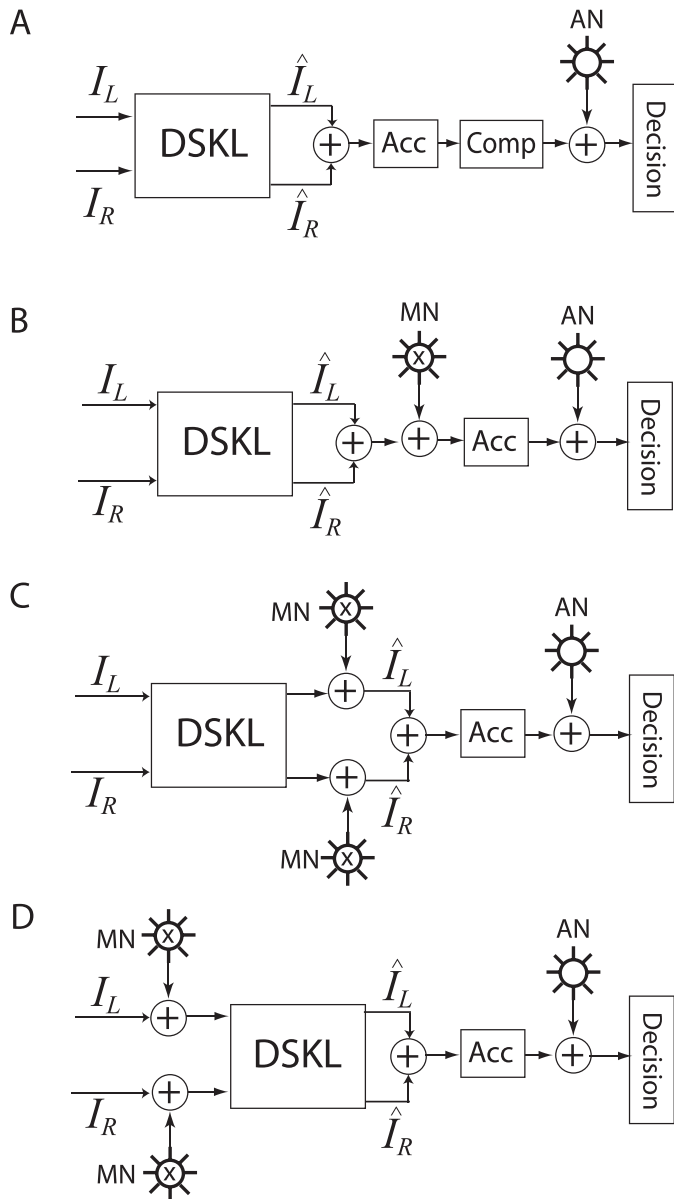 A
AN
I_L
Î_L
DSKL
+
Acc
Comp
+
Decision
I_R
Î_R
B
MN
AN
x
I_L
Î_L
DSKL
+
+
Acc
+
Decision
I_R
Î_R
C
MN
x
AN
I_L
+
Î_L
DSKL
+
Acc
+
Decision
I_R
+
Î_R
MN
x
D
MN
x
AN
I_L
+
Î_L
DSKL
+
Acc
+
Decision
I_R
+
Î_R
MN
x